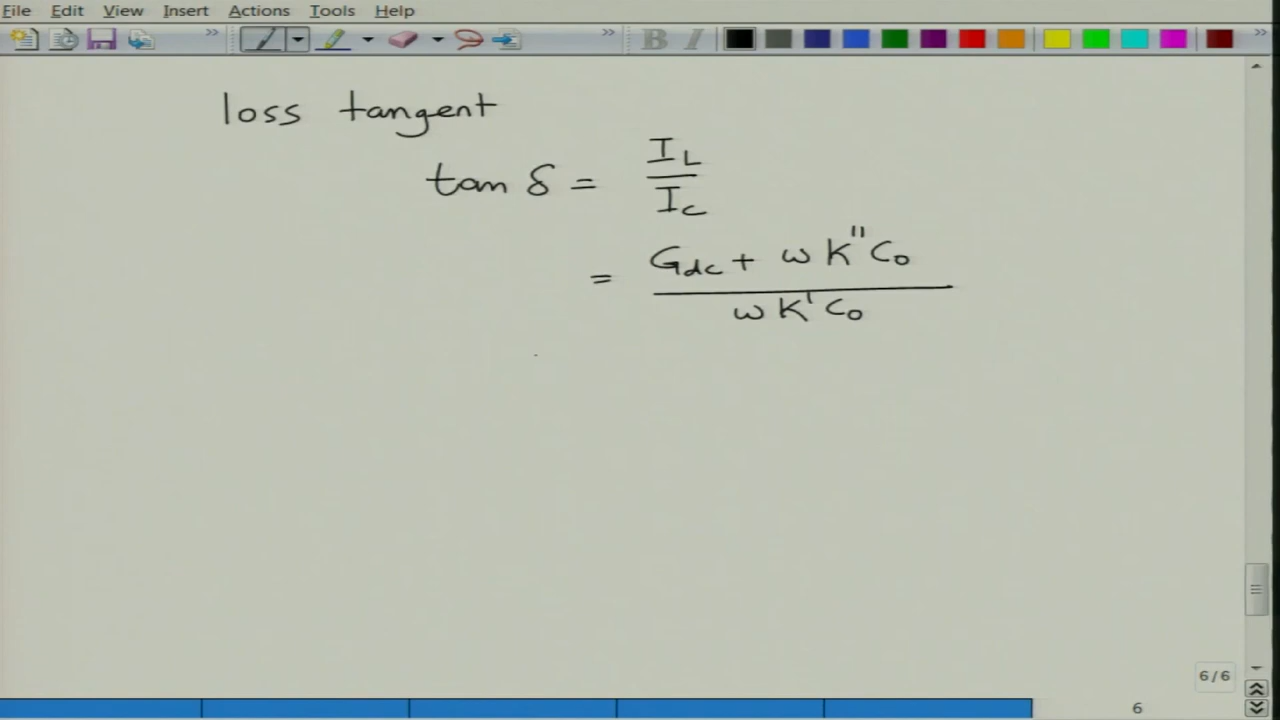 File Edit View Insert Actions Tools Help
B I
loss tangent
tan δ = I_L / I_C
= G_dc + ω K'' C_0 / ω K' C_0
6/6
6